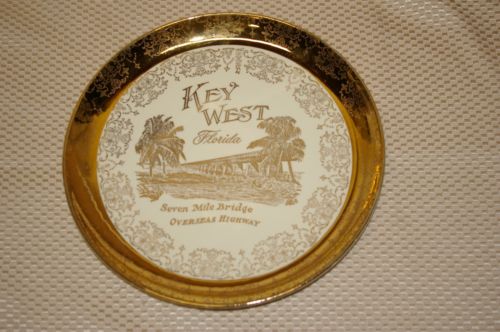 KEY
WEST
Florida
Seven Mile Bridge
OVERSEAS HIGHWAY